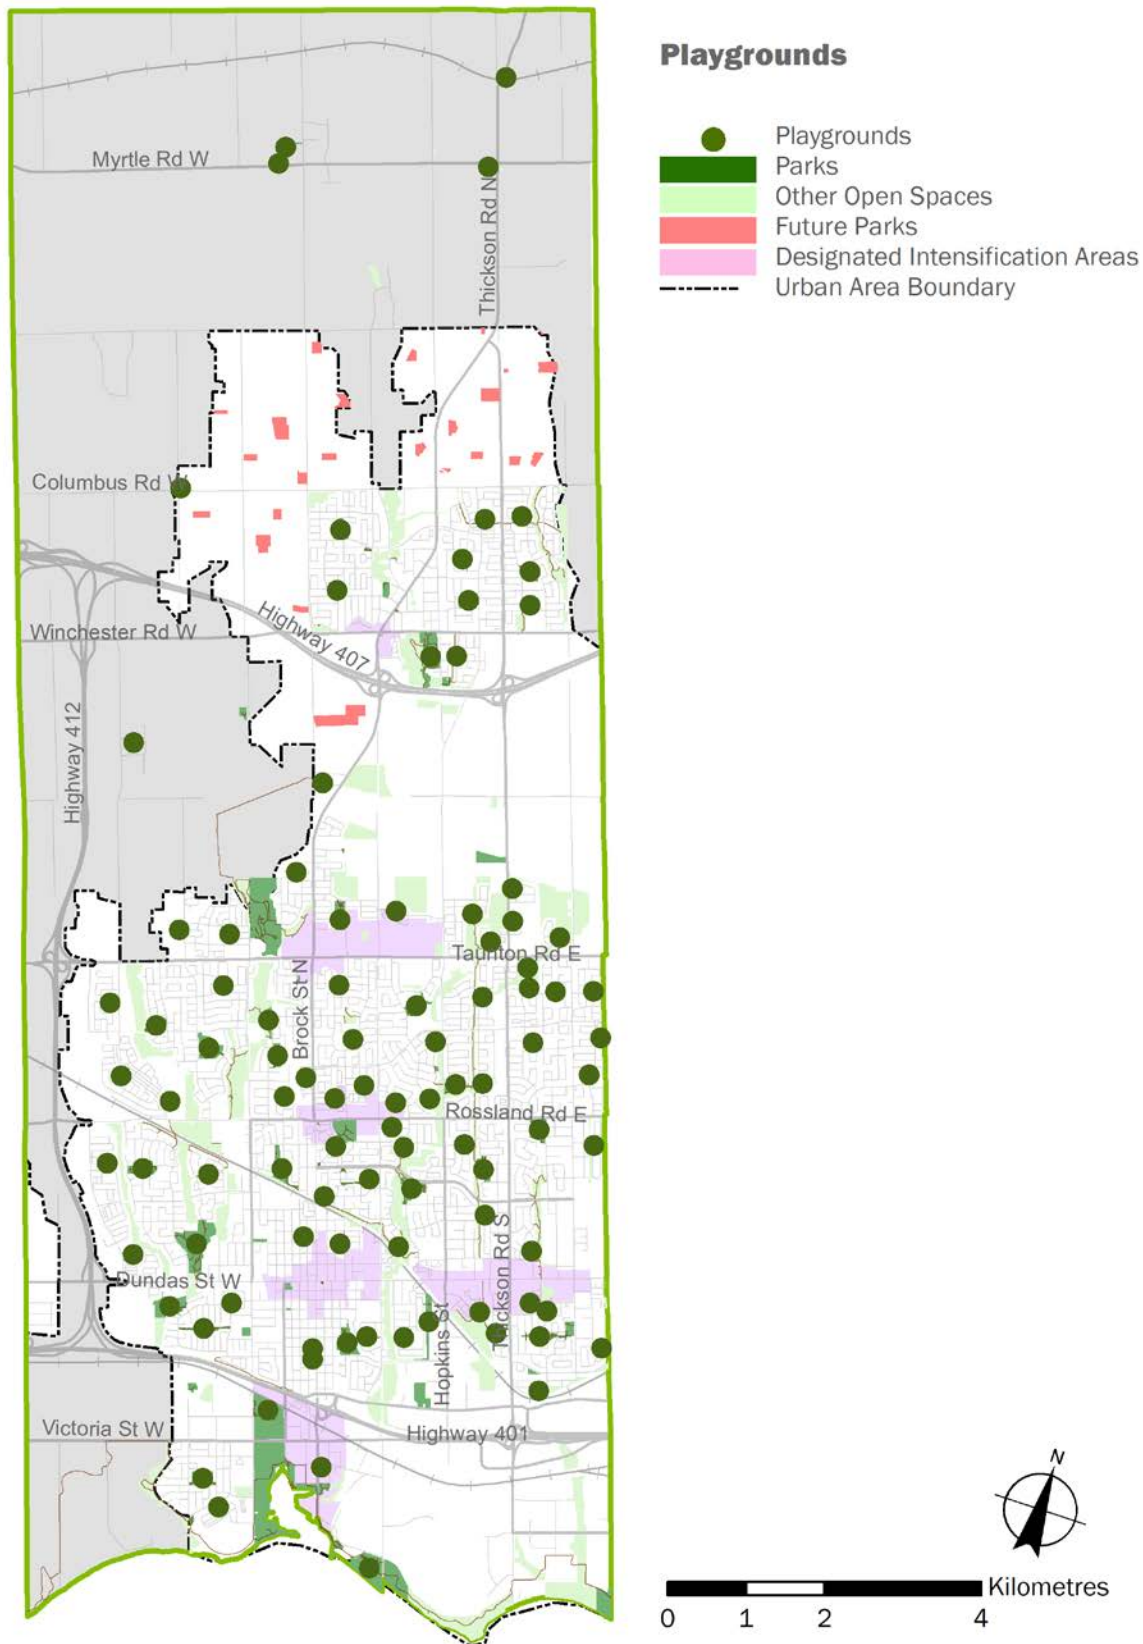 Playgrounds
Playgrounds
Parks
Other Open Spaces
Future Parks
Designated Intensification Areas
Urban Area Boundary
Myrtle Rd W
Thickson Rd N
Columbus Rd W
Winchester Rd W
Highway 407
Highway 412
Taunton Rd E
Brock St N
Rossland Rd E
Thickson Rd S
Dundas St W
Hopkins St
Victoria St W
Highway 401
N
Kilometres
0 1 2 4